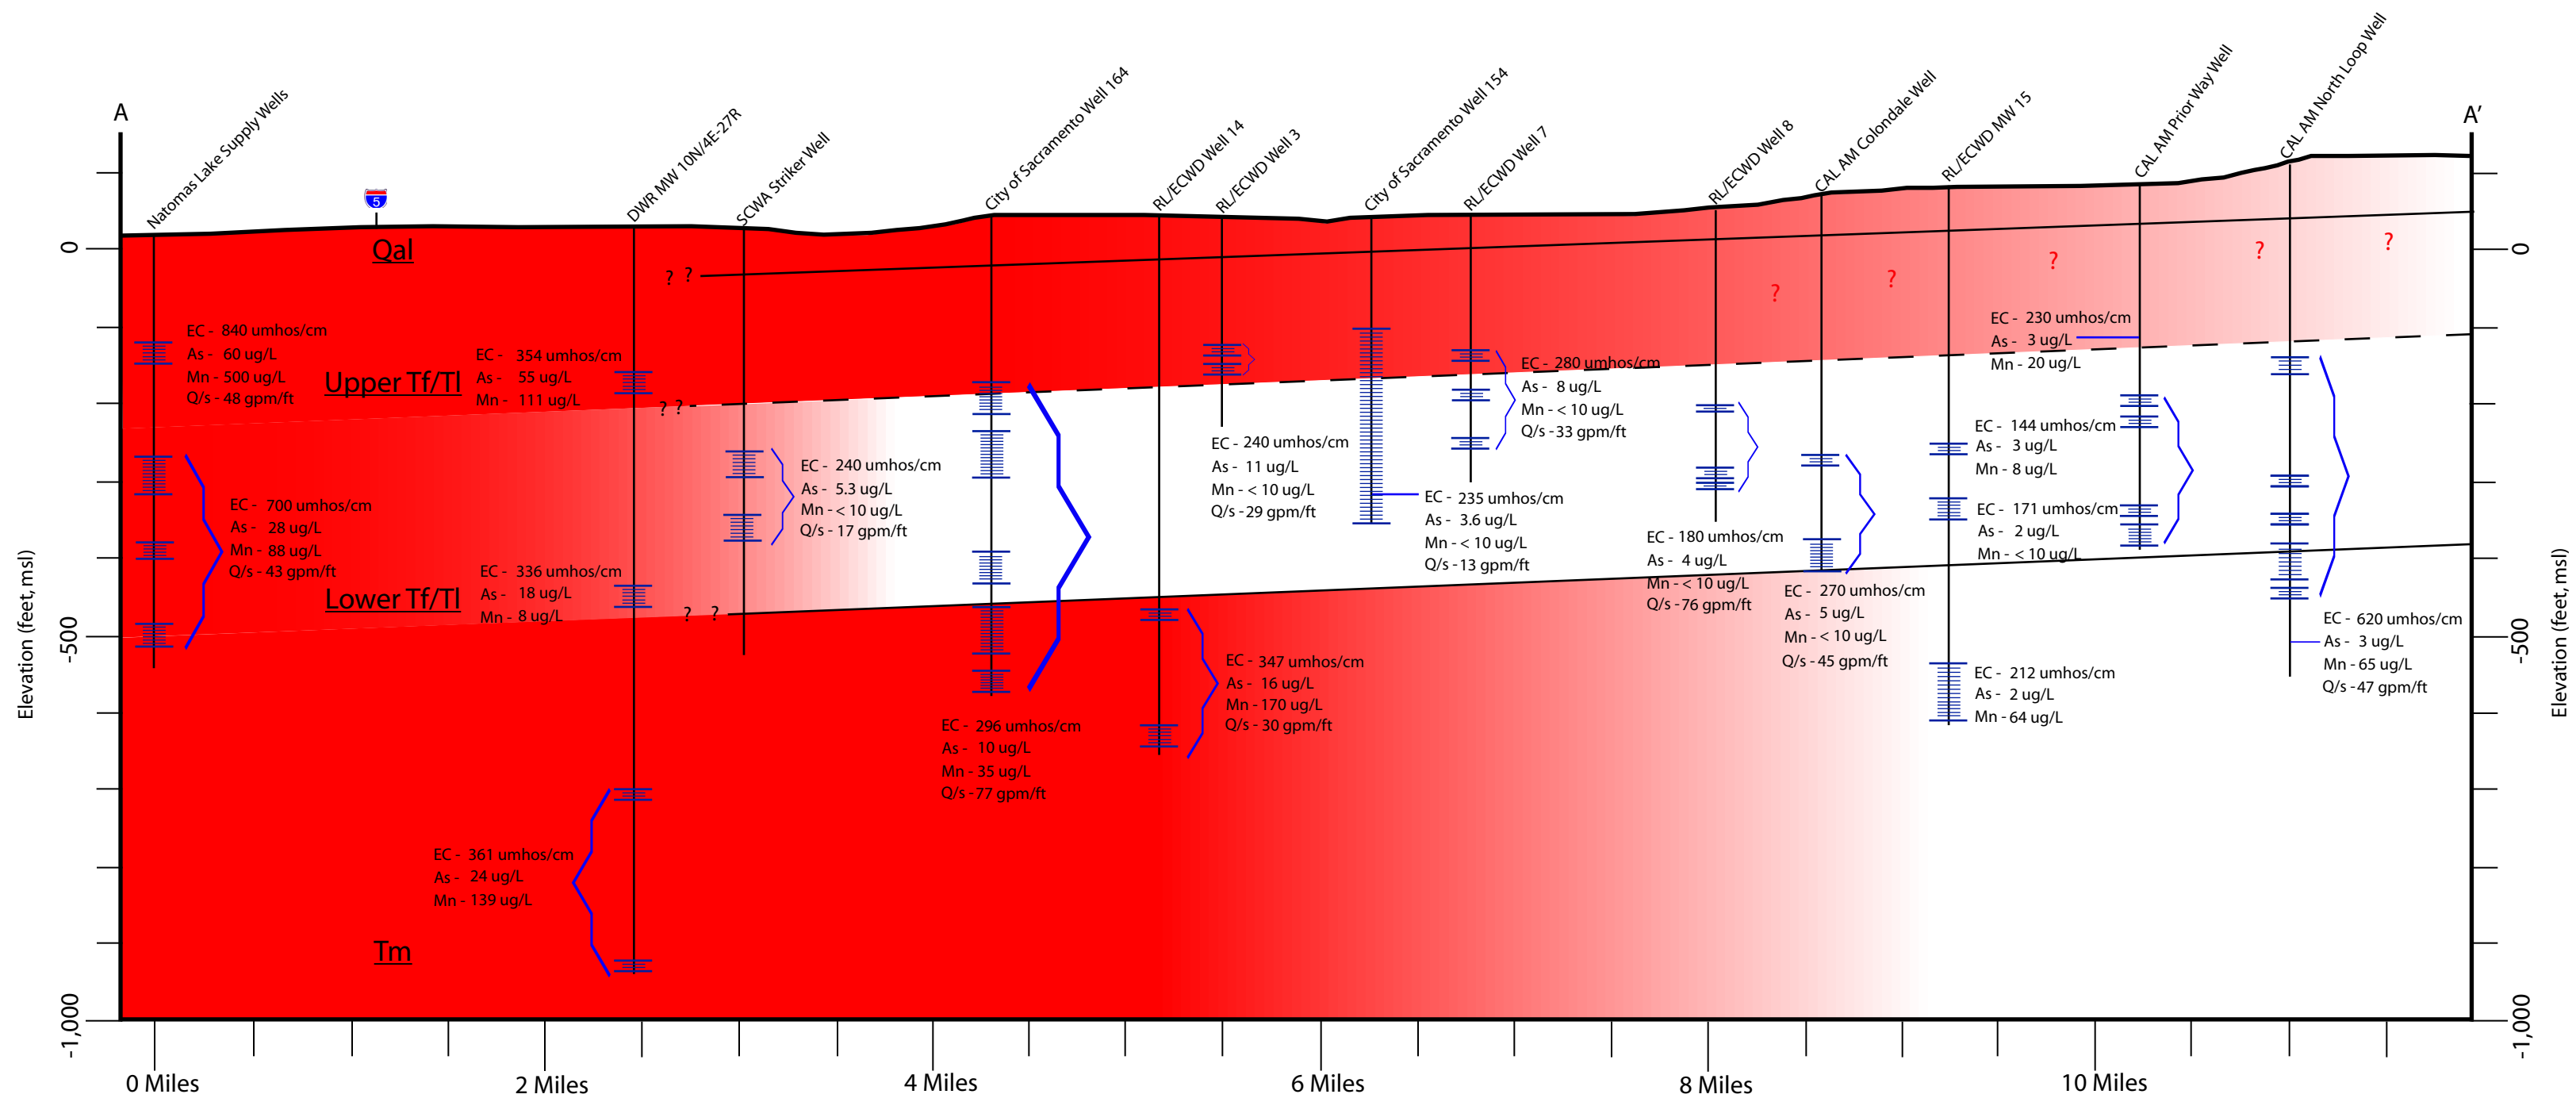 A
A’
Natomas Lake Supply Wells
5
DWR MW 10N/4E-27R
SCWA Striker Well
City of Sacramento Well 164
RL/ECWD Well 14
RL/ECWD Well 3
City of Sacramento Well 154
RL/ECWD Well 7
RL/ECWD Well 8
CAL AM Colondale Well
RL/ECWD MW 15
CAL AM Prior Way Well
CAL AM North Loop Well
0
0
Qal
? ?
?
?
?
?
?
EC - 840 umhos/cm
As - 60 ug/L
Mn - 500 ug/L
Q/s - 48 gpm/ft
Upper Tf/Tl
EC - 354 umhos/cm
As - 55 ug/L
Mn - 111 ug/L
? ?
EC - 230 umhos/cm
As - 3 ug/L
Mn - 20 ug/L
EC - 280 umhos/cm
As - 8 ug/L
Mn - < 10 ug/L
Q/s - 33 gpm/ft
EC - 240 umhos/cm
As - 11 ug/L
Mn - < 10 ug/L
Q/s - 29 gpm/ft
EC - 144 umhos/cm
As - 3 ug/L
Mn - 8 ug/L
EC - 240 umhos/cm
As - 5.3 ug/L
Mn - < 10 ug/L
Q/s - 17 gpm/ft
EC - 700 umhos/cm
As - 28 ug/L
Mn - 88 ug/L
Q/s - 43 gpm/ft
EC - 235 umhos/cm
As - 3.6 ug/L
Mn - < 10 ug/L
Q/s - 13 gpm/ft
EC - 171 umhos/cm
As - 2 ug/L
Mn - < 10 ug/L
EC - 180 umhos/cm
As - 4 ug/L
Mn - < 10 ug/L
Q/s - 76 gpm/ft
Lower Tf/Tl
EC - 336 umhos/cm
As - 18 ug/L
Mn - 8 ug/L
? ?
EC - 270 umhos/cm
As - 5 ug/L
Mn - < 10 ug/L
Q/s - 45 gpm/ft
EC - 620 umhos/cm
As - 3 ug/L
Mn - 65 ug/L
Q/s - 47 gpm/ft
Elevation (feet, msl)
Elevation (feet, msl)
-500
-500
EC - 347 umhos/cm
As - 16 ug/L
Mn - 170 ug/L
Q/s - 30 gpm/ft
EC - 212 umhos/cm
As - 2 ug/L
Mn - 64 ug/L
EC - 296 umhos/cm
As - 10 ug/L
Mn - 35 ug/L
Q/s - 77 gpm/ft
EC - 361 umhos/cm
As - 24 ug/L
Mn - 139 ug/L
Tm
-1,000
-1,000
0 Miles
2 Miles
4 Miles
6 Miles
8 Miles
10 Miles